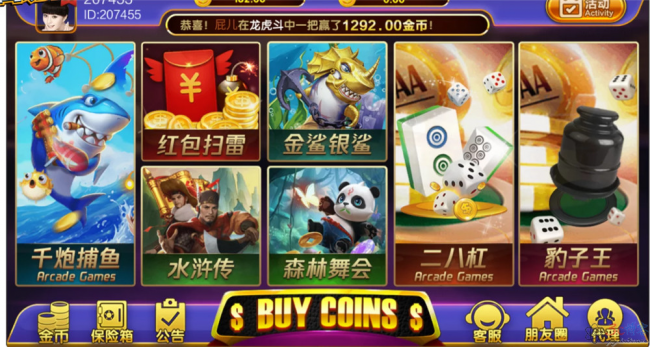 207455
ID:207455
活动
Activity
恭喜！屁儿在龙虎斗中一把赢了1292.00金币！
AA
AA
千炮捕鱼
Arcade Games
红包扫雷
金鲨银鲨
水浒传
森林舞会
二八杠
Arcade Games
豹子王
Arcade Games
金币
保险箱
公告
$ BUY COINS $
客服
朋友圈
代理